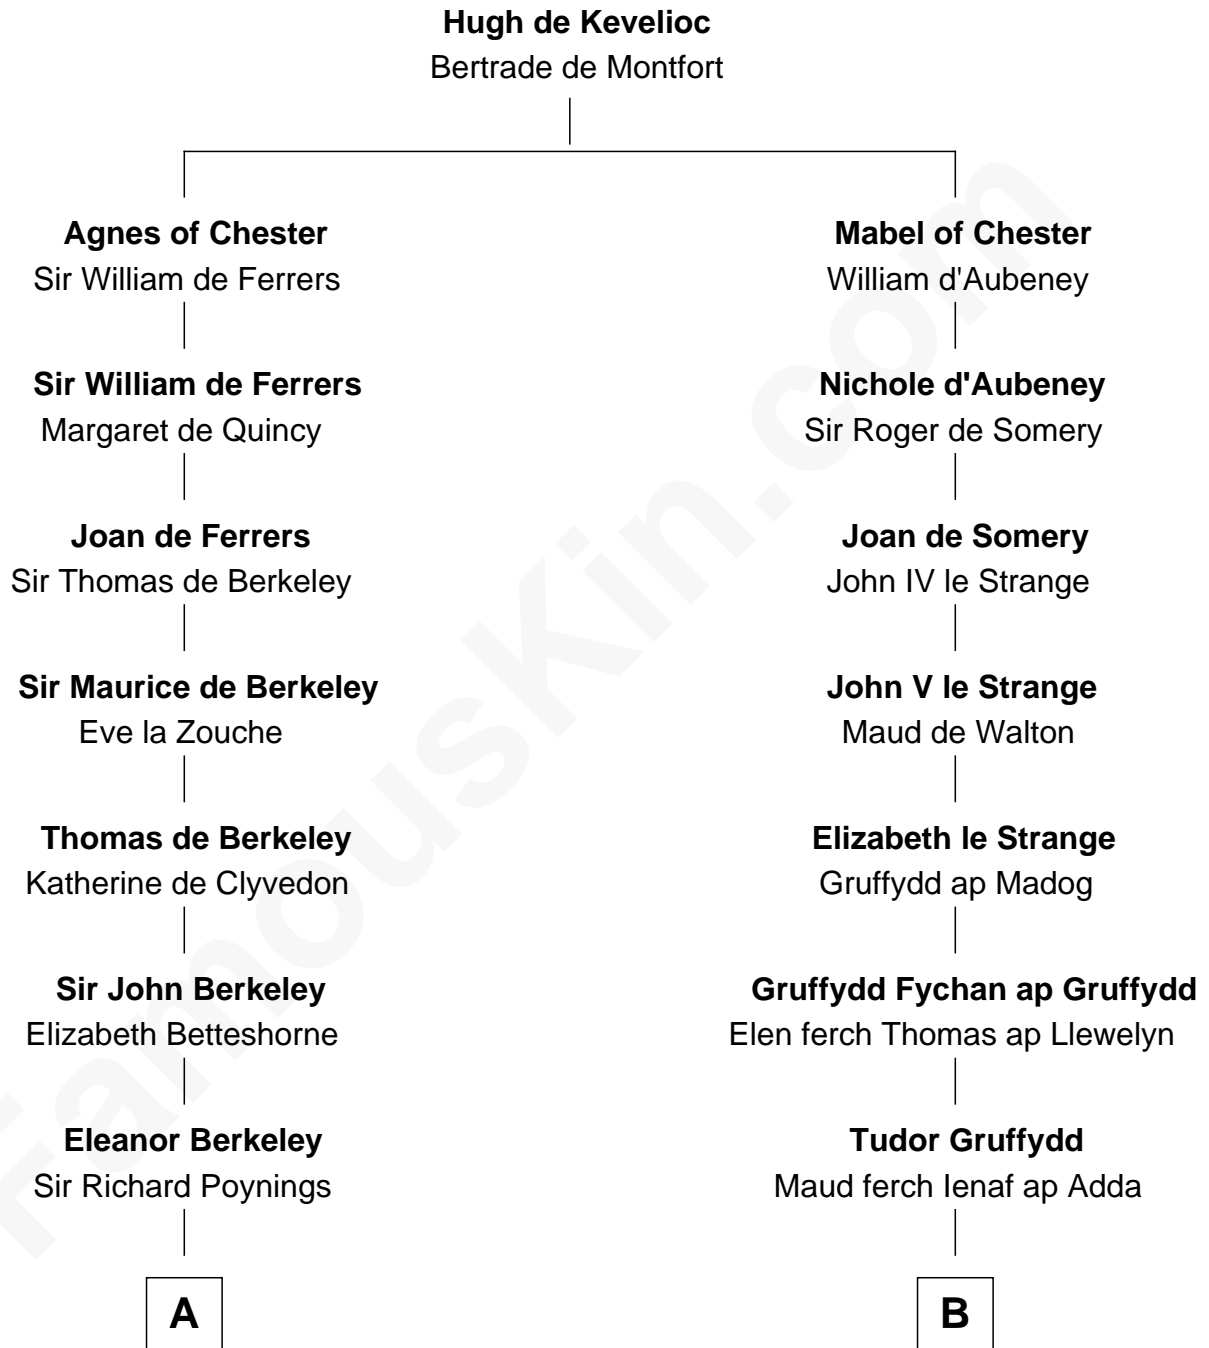 Hugh de Kevelioc
Bertrade de Montfort
Agnes of Chester
Sir William de Ferrers
Mabel of Chester
William d'Aubeney
Sir William de Ferrers
Margaret de Quincy
Nichole d'Aubeney
Sir Roger de Somery
Joan de Ferrers
Sir Thomas de Berkeley
Joan de Somery
John IV le Strange
Sir Maurice de Berkeley
Eve la Zouche
John V le Strange
Maud de Walton
Thomas de Berkeley
Katherine de Clyvedon
Elizabeth le Strange
Gruffydd ap Madog
Sir John Berkeley
Elizabeth Betteshorne
Gruffydd Fychan ap Gruffydd
Elen ferch Thomas ap Llewelyn
Eleanor Berkeley
Sir Richard Poynings
Tudor Gruffydd
Maud ferch Ienaf ap Adda
A
B
FamousKin.com